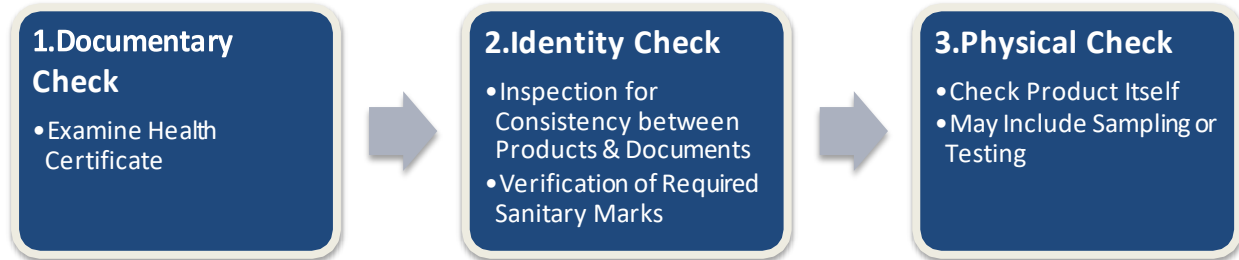 1.Documentary
Check
•Examine Health
Certificate
2.Identity Check
•Inspection for
Consistency between
Products & Documents
•Verification of Required
Sanitary Marks
3.Physical Check
•Check Product Itself
•May Include Sampling or
Testing